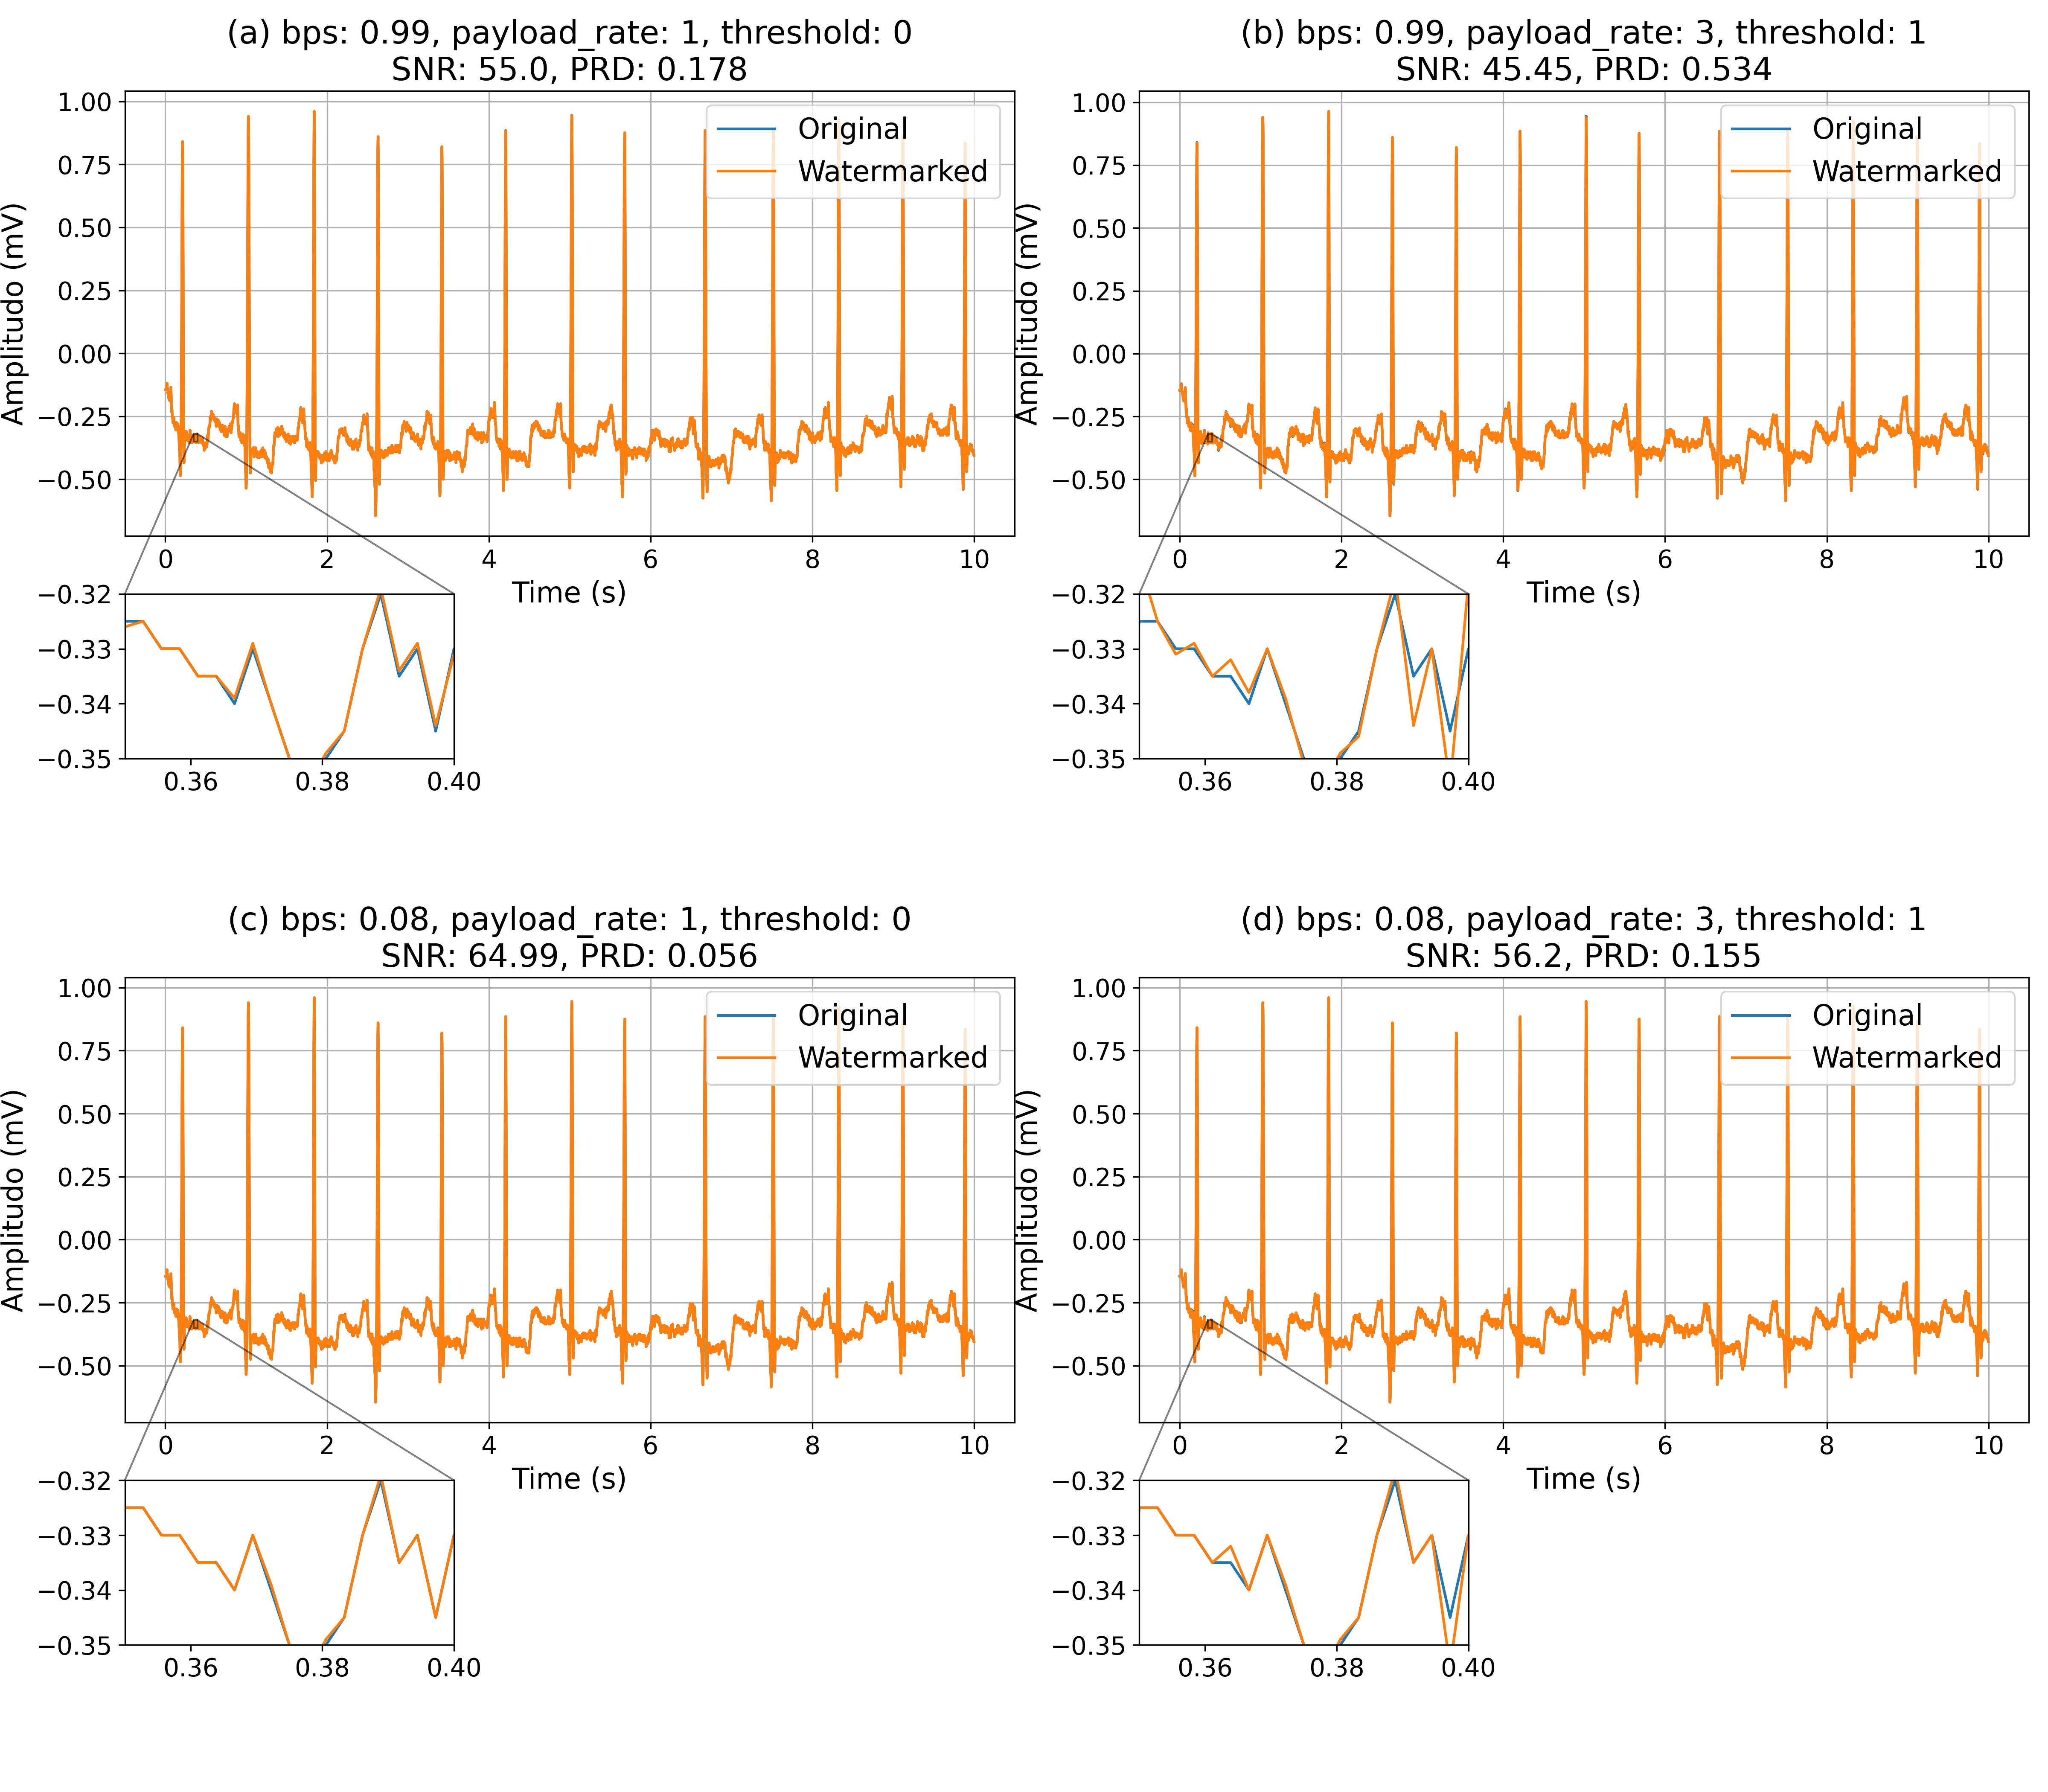 (a) bps: 0.99, payload_rate: 1, threshold: 0
SNR: 55.0, PRD: 0.178
Amplitudo (mV)
1.00
0.75
0.50
0.25
0.00
−0.25
−0.50
Original
Watermarked
0 2 4 6 8 10
Time (s)
−0.32
−0.33
−0.34
−0.35
0.36 0.38 0.40
(b) bps: 0.99, payload_rate: 3, threshold: 1
SNR: 45.45, PRD: 0.534
Amplitudo (mV)
1.00
0.75
0.50
0.25
0.00
−0.25
−0.50
Original
Watermarked
0 2 4 6 8 10
Time (s)
−0.32
−0.33
−0.34
−0.35
0.36 0.38 0.40
(c) bps: 0.08, payload_rate: 1, threshold: 0
SNR: 64.99, PRD: 0.056
Amplitudo (mV)
1.00
0.75
0.50
0.25
0.00
−0.25
−0.50
Original
Watermarked
0 2 4 6 8 10
Time (s)
−0.32
−0.33
−0.34
−0.35
0.36 0.38 0.40
(d) bps: 0.08, payload_rate: 3, threshold: 1
SNR: 56.2, PRD: 0.155
Amplitudo (mV)
1.00
0.75
0.50
0.25
0.00
−0.25
−0.50
Original
Watermarked
0 2 4 6 8 10
Time (s)
−0.32
−0.33
−0.34
−0.35
0.36 0.38 0.40